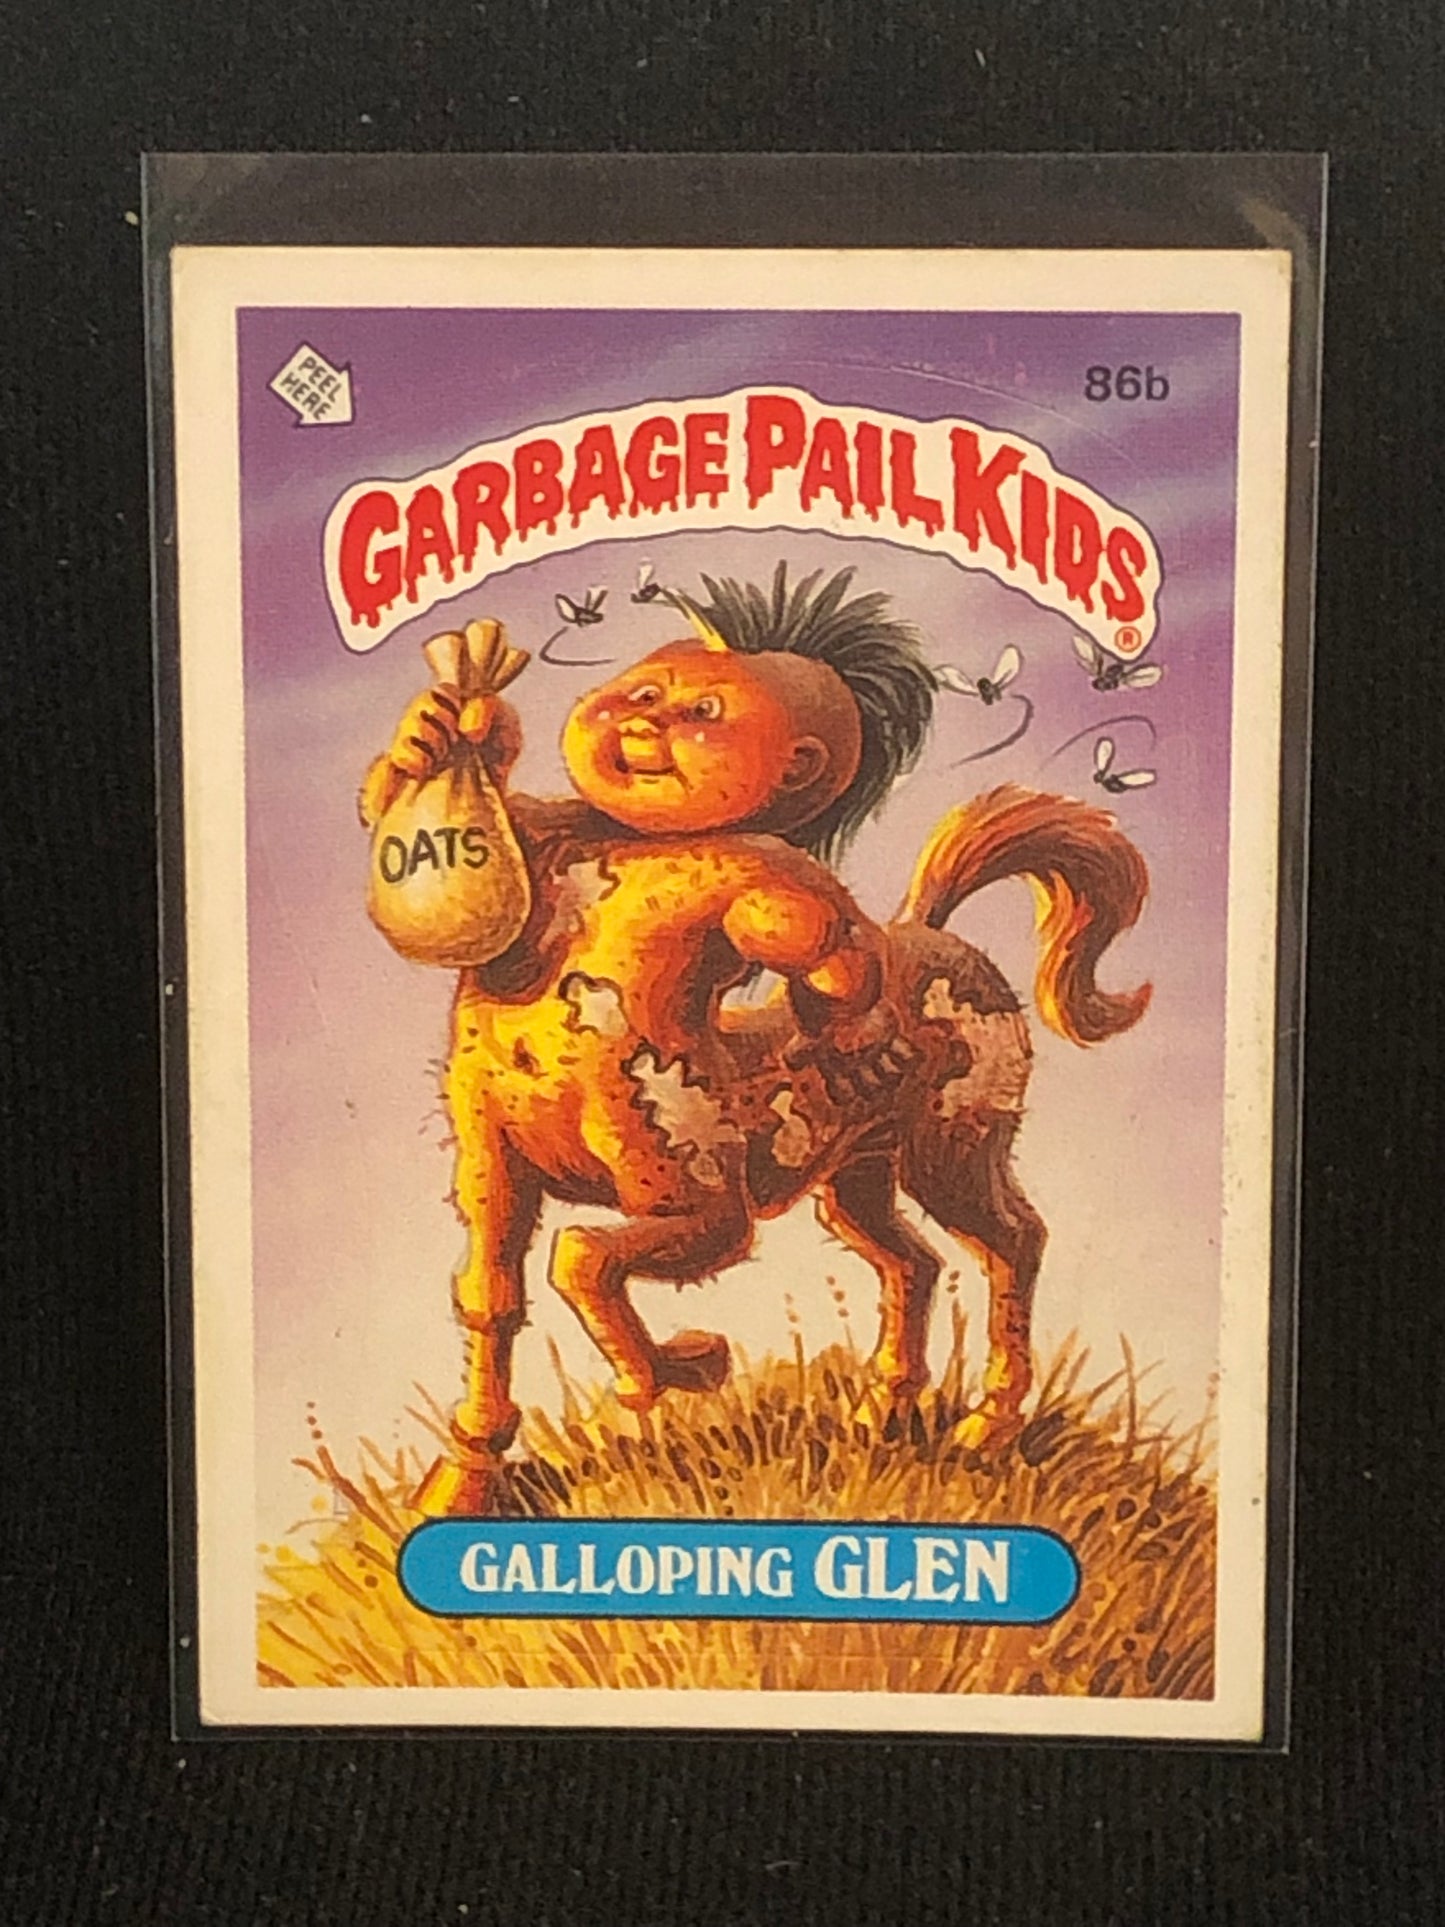 PEEL
HERE
86b
GARBAGE PAIL KIDS
®
OATS
GALLOPING GLEN